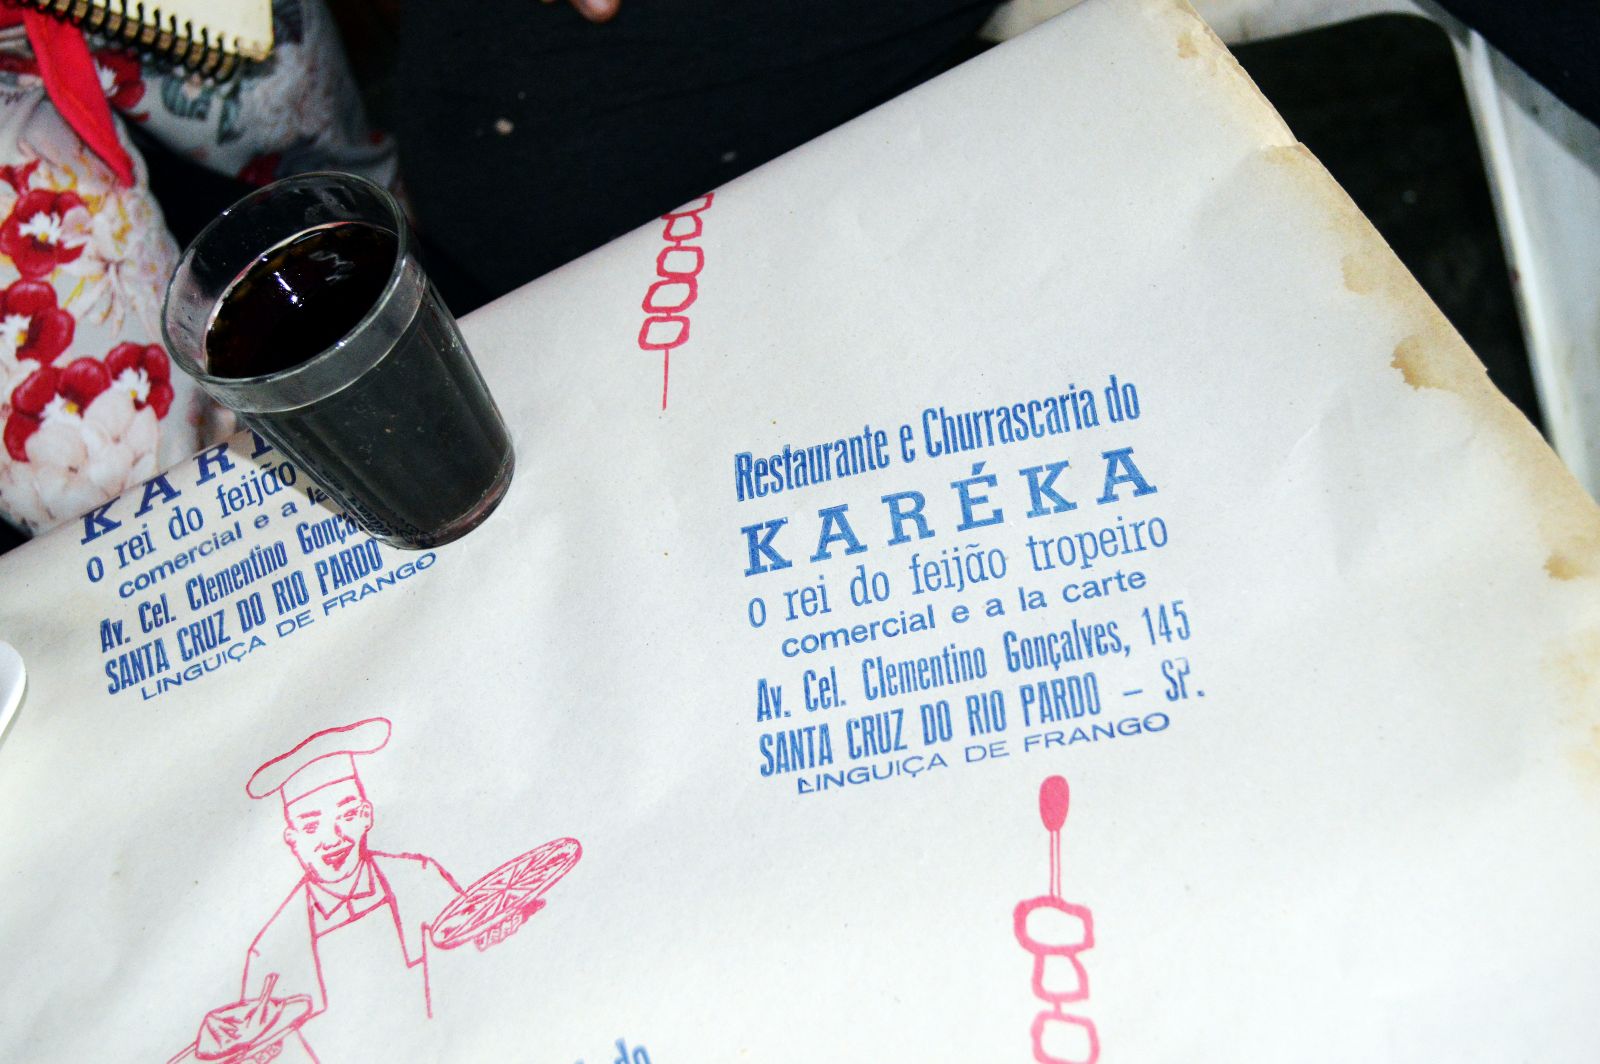 KAR
o rei do feijão
comercial e a la
Av. Cel. Clementino Gonça
SANTA CRUZ DO RIO PARDO
LINGUIÇA DE FRANGO
Restaurante e Churrascaria do
KARÉKA
o rei do feijão tropeiro
comercial e a la carte
Av. Cel. Clementino Gonçalves, 145
SANTA CRUZ DO RIO PARDO – SP.
LINGUIÇA DE FRANGO
do